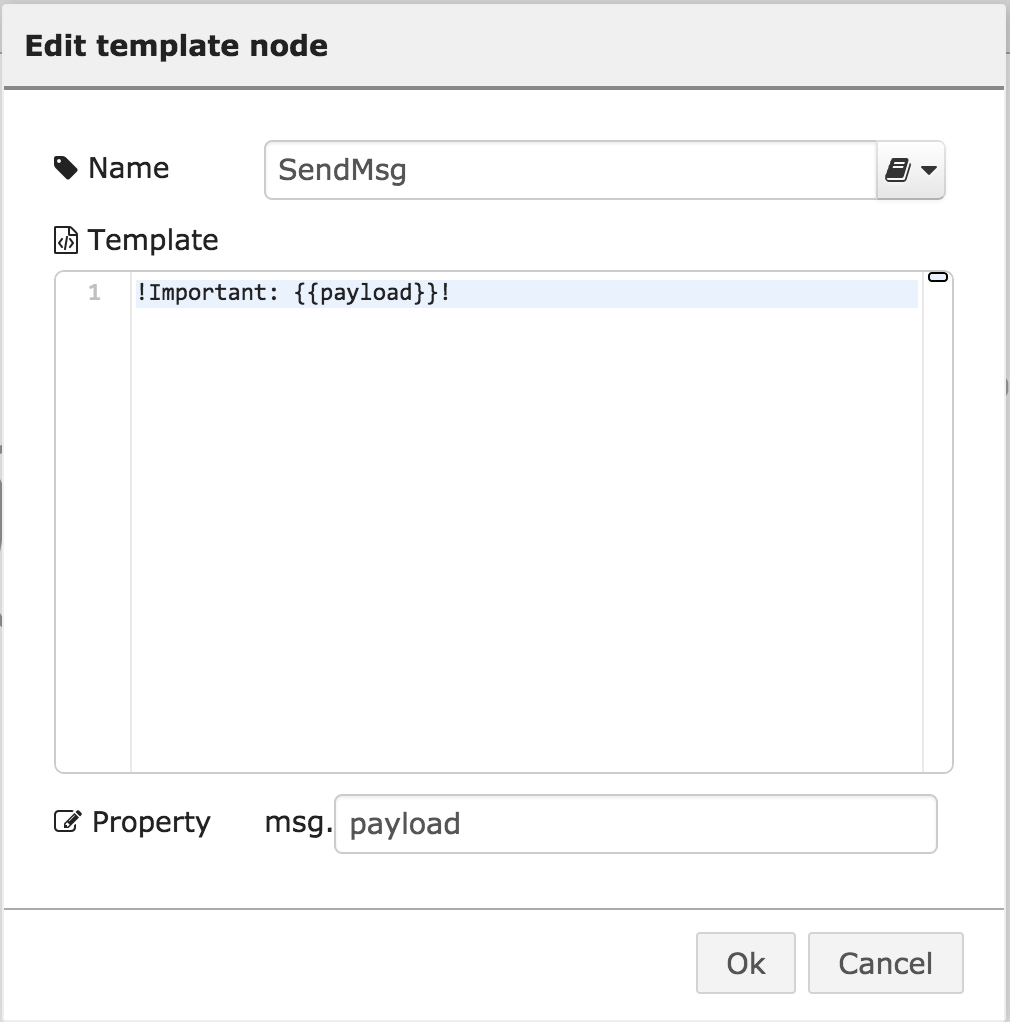 Edit template node
Name SendMsg
Template
1 !Important: {{payload}}!
Property msg. payload
Ok Cancel